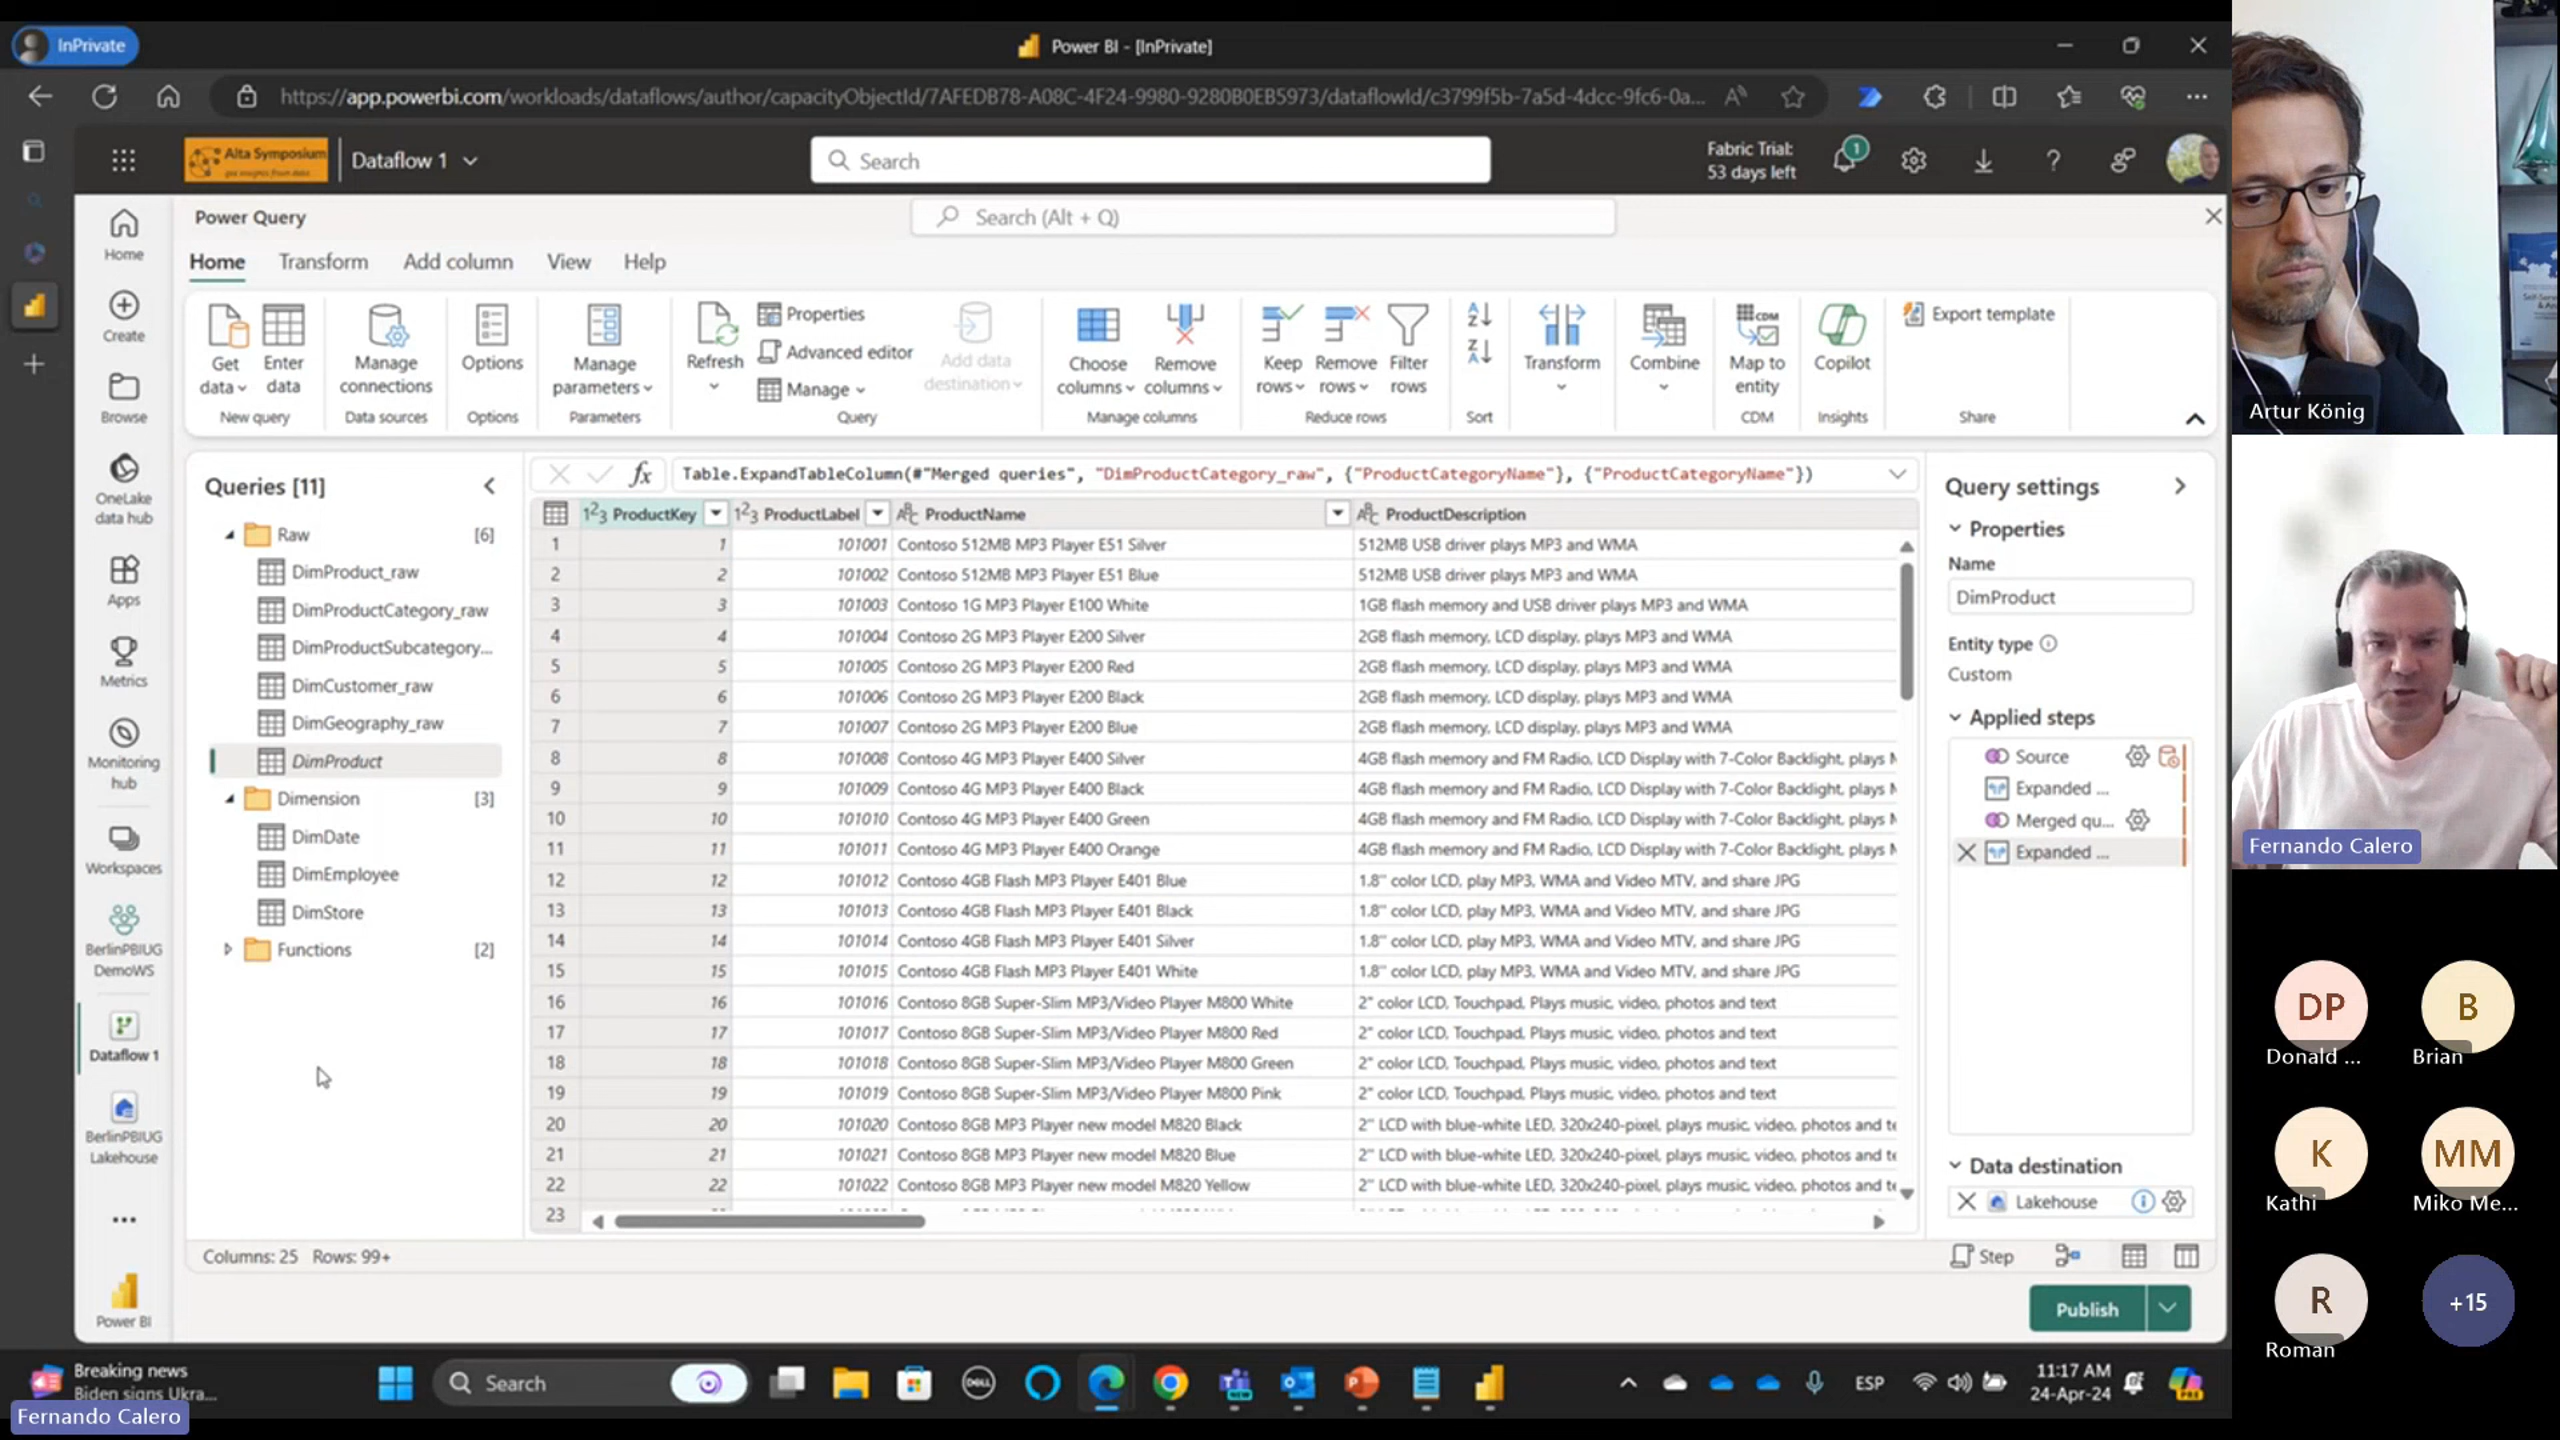 InPrivate
Power BI - [InPrivate]
https://app.powerbi.com/workloads/dataflows/author/capacityObjectId/7AFEDB78-A08C-4F24-9980-9280B0EB5973/dataflowId/c3799f5b-7a5d-4dcc-9fc6-0a...
Alta Symposium
get insights from data
Dataflow 1
Search
Fabric Trial:
53 days left
1
Power Query
Search (Alt + Q)
Home
Transform
Add column
View
Help
Get data
Enter data
New query
Manage connections
Data sources
Options
Options
Manage parameters
Parameters
Refresh
Properties
Advanced editor
Manage
Add data destination
Query
Choose columns
Remove columns
Manage columns
Keep rows
Remove rows
Filter rows
Reduce rows
Sort
Transform
Combine
Map to entity
CDM
Copilot
Insights
Export template
Share
Home
Create
Browse
OneLake data hub
Apps
Metrics
Monitoring hub
Workspaces
BerlinPBIUG DemoWS
Dataflow 1
BerlinPBIUG Lakehouse
Power BI
Queries [11]
Raw [6]
DimProduct_raw
DimProductCategory_raw
DimProductSubcategory...
DimCustomer_raw
DimGeography_raw
DimProduct
Dimension [3]
DimDate
DimEmployee
DimStore
Functions [2]
Table.ExpandTableColumn(#"Merged queries", "DimProductCategory_raw", {"ProductCategoryName"}, {"ProductCategoryName"})
ProductKey ProductLabel ProductName ProductDescription
1 1 101001 Contoso 512MB MP3 Player E51 Silver 512MB USB driver plays MP3 and WMA
2 2 101002 Contoso 512MB MP3 Player E51 Blue 512MB USB driver plays MP3 and WMA
3 3 101003 Contoso 1G MP3 Player E100 White 1GB flash memory and USB driver plays MP3 and WMA
4 4 101004 Contoso 2G MP3 Player E200 Silver 2GB flash memory, LCD display, plays MP3 and WMA
5 5 101005 Contoso 2G MP3 Player E200 Red 2GB flash memory, LCD display, plays MP3 and WMA
6 6 101006 Contoso 2G MP3 Player E200 Black 2GB flash memory, LCD display, plays MP3 and WMA
7 7 101007 Contoso 2G MP3 Player E200 Blue 2GB flash memory, LCD display, plays MP3 and WMA
8 8 101008 Contoso 4G MP3 Player E400 Silver 4GB flash memory and FM Radio, LCD Display with 7-Color Backlight, plays
9 9 101009 Contoso 4G MP3 Player E400 Black 4GB flash memory and FM Radio, LCD Display with 7-Color Backlight, plays
10 10 101010 Contoso 4G MP3 Player E400 Green 4GB flash memory and FM Radio, LCD Display with 7-Color Backlight, plays
11 11 101011 Contoso 4G MP3 Player E400 Orange 4GB flash memory and FM Radio, LCD Display with 7-Color Backlight, plays
12 12 101012 Contoso 4GB Flash MP3 Player E401 Blue 1.8" color LCD, play MP3, WMA and Video MTV, and share JPG
13 13 101013 Contoso 4GB Flash MP3 Player E401 Black 1.8" color LCD, play MP3, WMA and Video MTV, and share JPG
14 14 101014 Contoso 4GB Flash MP3 Player E401 Silver 1.8" color LCD, play MP3, WMA and Video MTV, and share JPG
15 15 101015 Contoso 4GB Flash MP3 Player E401 White 1.8" color LCD, play MP3, WMA and Video MTV, and share JPG
16 16 101016 Contoso 8GB Super-Slim MP3/Video Player M800 White 2" color LCD, Touchpad, Plays music, video, photos and text
17 17 101017 Contoso 8GB Super-Slim MP3/Video Player M800 Red 2" color LCD, Touchpad, Plays music, video, photos and text
18 18 101018 Contoso 8GB Super-Slim MP3/Video Player M800 Green 2" color LCD, Touchpad, Plays music, video, photos and text
19 19 101019 Contoso 8GB Super-Slim MP3/Video Player M800 Pink 2" color LCD, Touchpad, Plays music, video, photos and text
20 20 101020 Contoso 8GB MP3 Player new model M820 Black 2" LCD with blue-white LED, 320x240-pixel, plays music, video, photos and te
21 21 101021 Contoso 8GB MP3 Player new model M820 Blue 2" LCD with blue-white LED, 320x240-pixel, plays music, video, photos and te
22 22 101022 Contoso 8GB MP3 Player new model M820 Yellow 2" LCD with blue-white LED, 320x240-pixel, plays music, video, photos and te
23
Columns: 25 Rows: 99+
Query settings
Properties
Name
DimProduct
Entity type
Custom
Applied steps
Source
Expanded ...
Merged qu...
Expanded ...
Data destination
Lakehouse
Step
Publish
Breaking news
Biden signs Ukra...
Search
DELL
ESP
11:17 AM
24-Apr-24
PRE
Fernando Calero
Artur König
Fernando Calero
DP
Donald ...
B
Brian
K
Kathi
MM
Miko Me...
R
Roman
+15